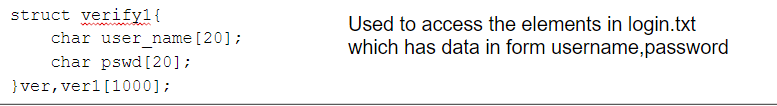 struct verify1{
char user_name[20];
char pswd[20];
}ver,ver1[1000];
Used to access the elements in login.txt
which has data in form username,password